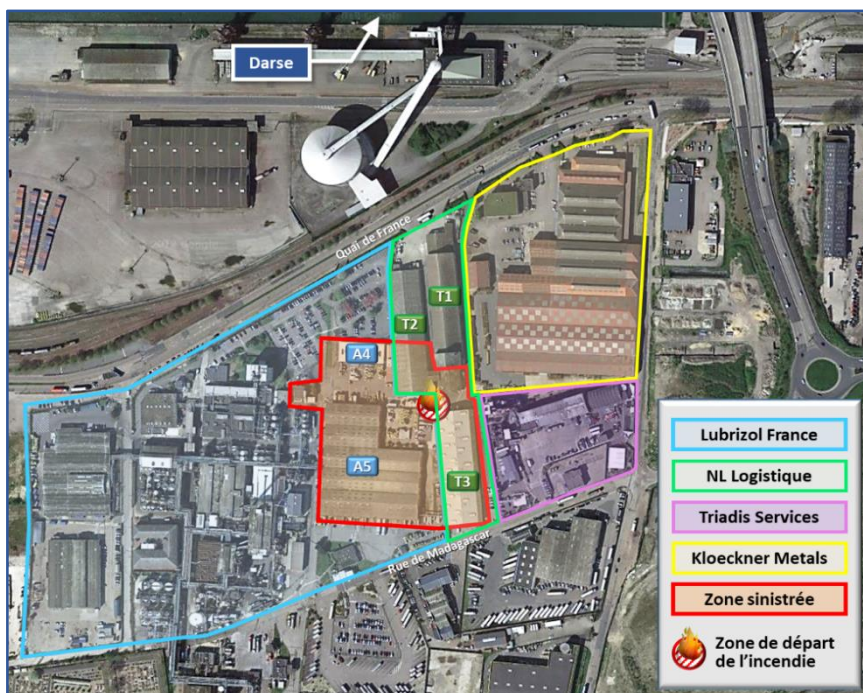 Darse
Quai de France
T1
T2
A4
A5
T3
Rue de Madagascar
Lubrizol France
NL Logistique
Triadis Services
Kloeckner Metals
Zone sinistrée
Zone de départ
de l'incendie